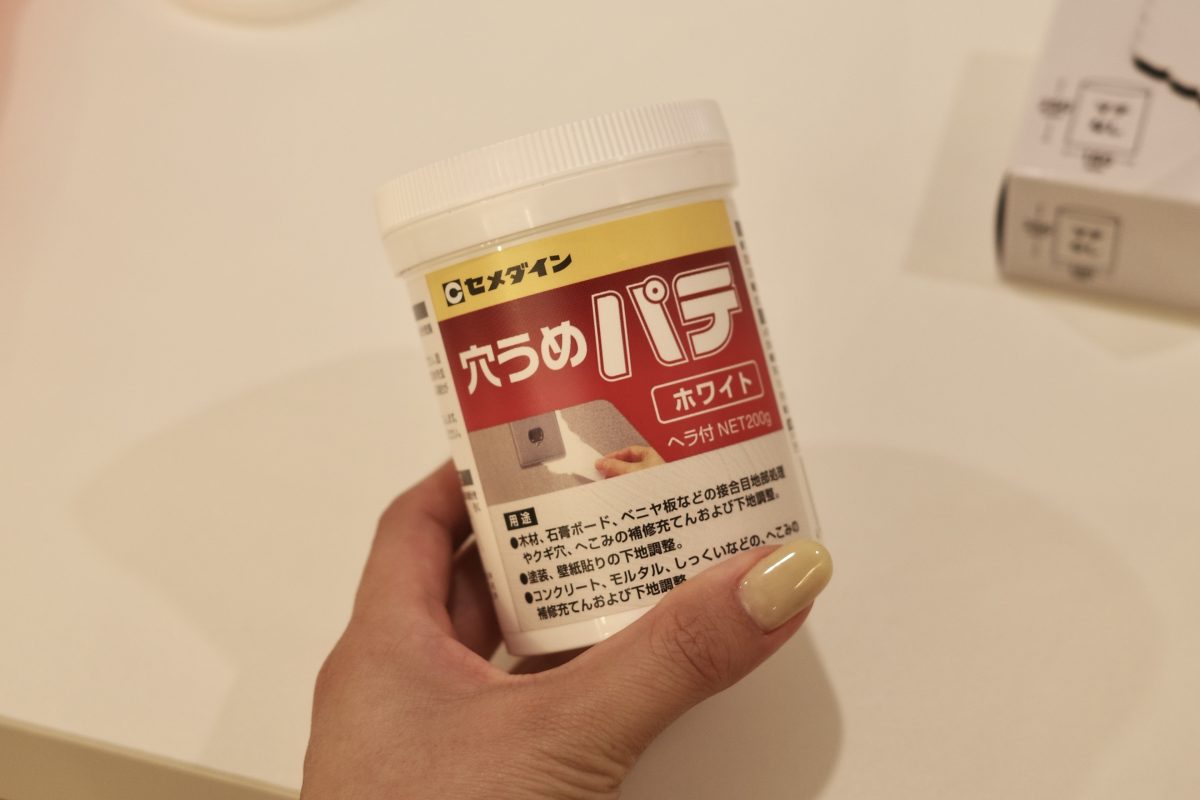 セメダイン
穴うめパテ
ホワイト
ヘラ付 NET200g
用途
●木材、石膏ボード、ベニヤ板などの接合目地部処理
やクギ穴、へこみの補修充てんおよび下地調整。
●塗装、壁紙貼りの下地調整。
●コンクリート、モルタル、しっくいなどの、へこみの
補修充てんおよび下地調整